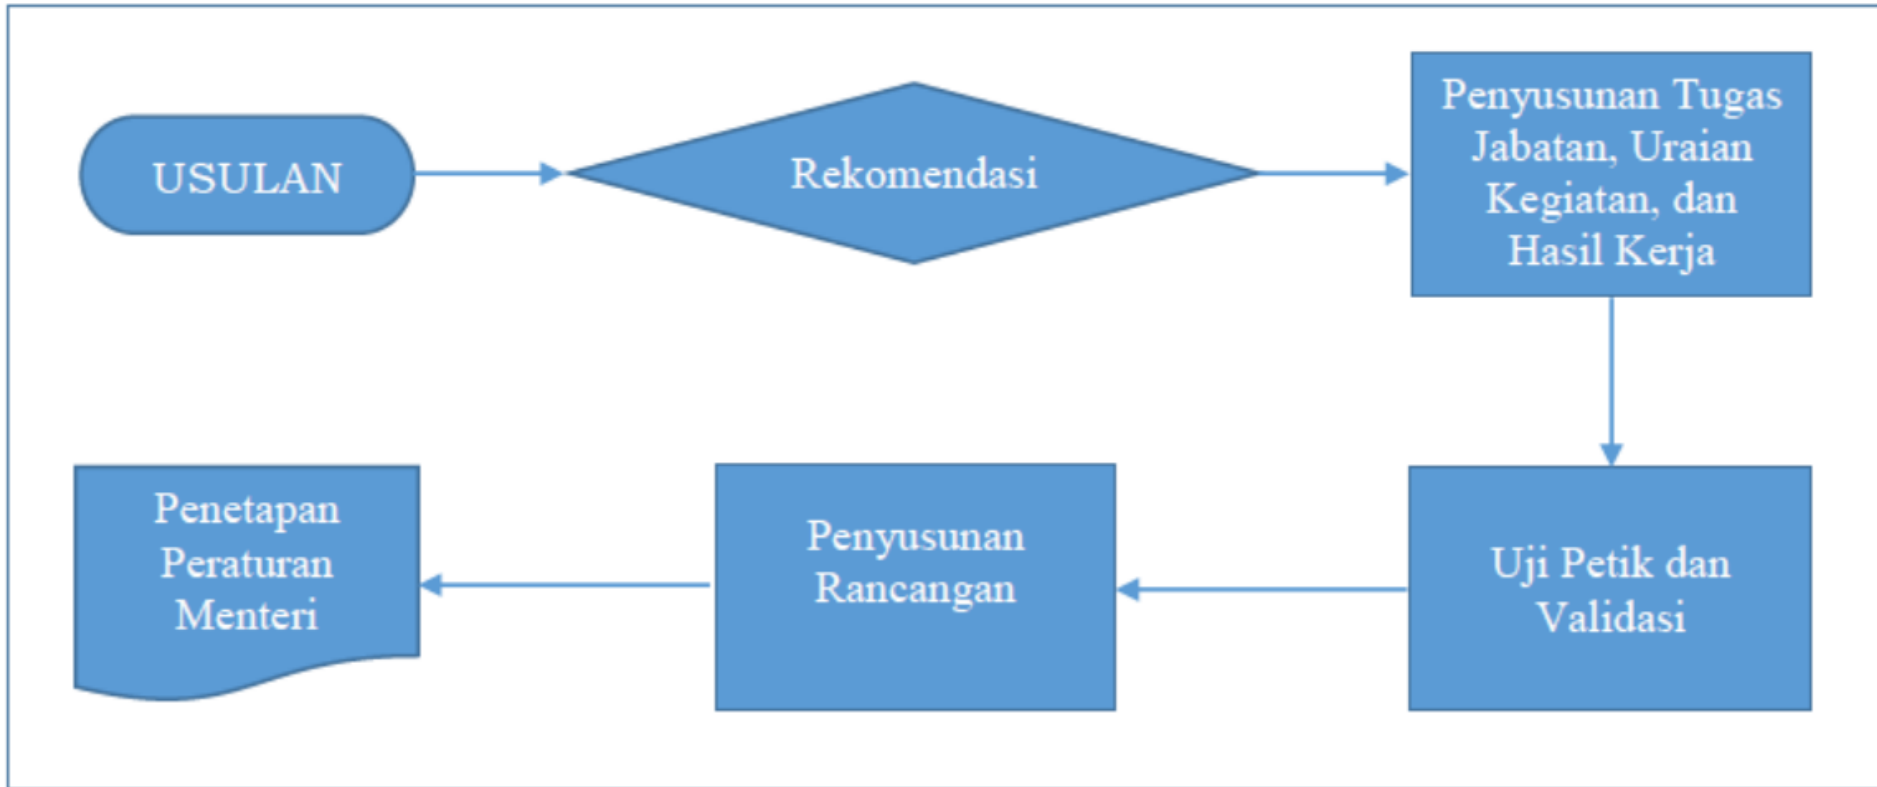 USULAN
Rekomendasi
Penyusunan Tugas
Jabatan, Uraian
Kegiatan, dan
Hasil Kerja
Uji Petik dan
Validasi
Penyusunan
Rancangan
Penetapan
Peraturan
Menteri